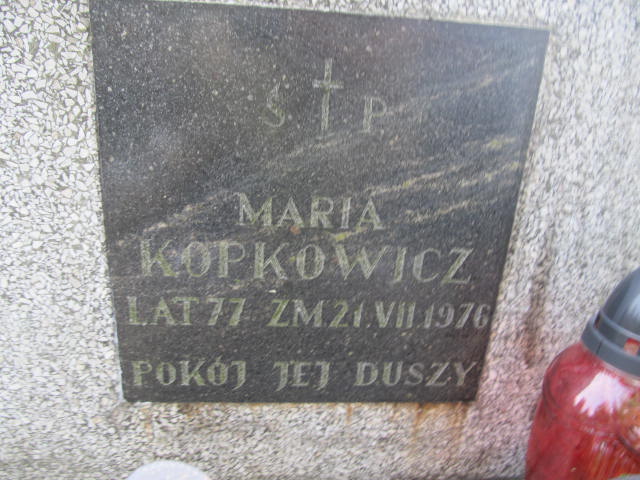 Ś P
MARIA
KOPKOWICZ
LAT 77 ZM.21.VII.1976
POKÓJ JEJ DUSZY